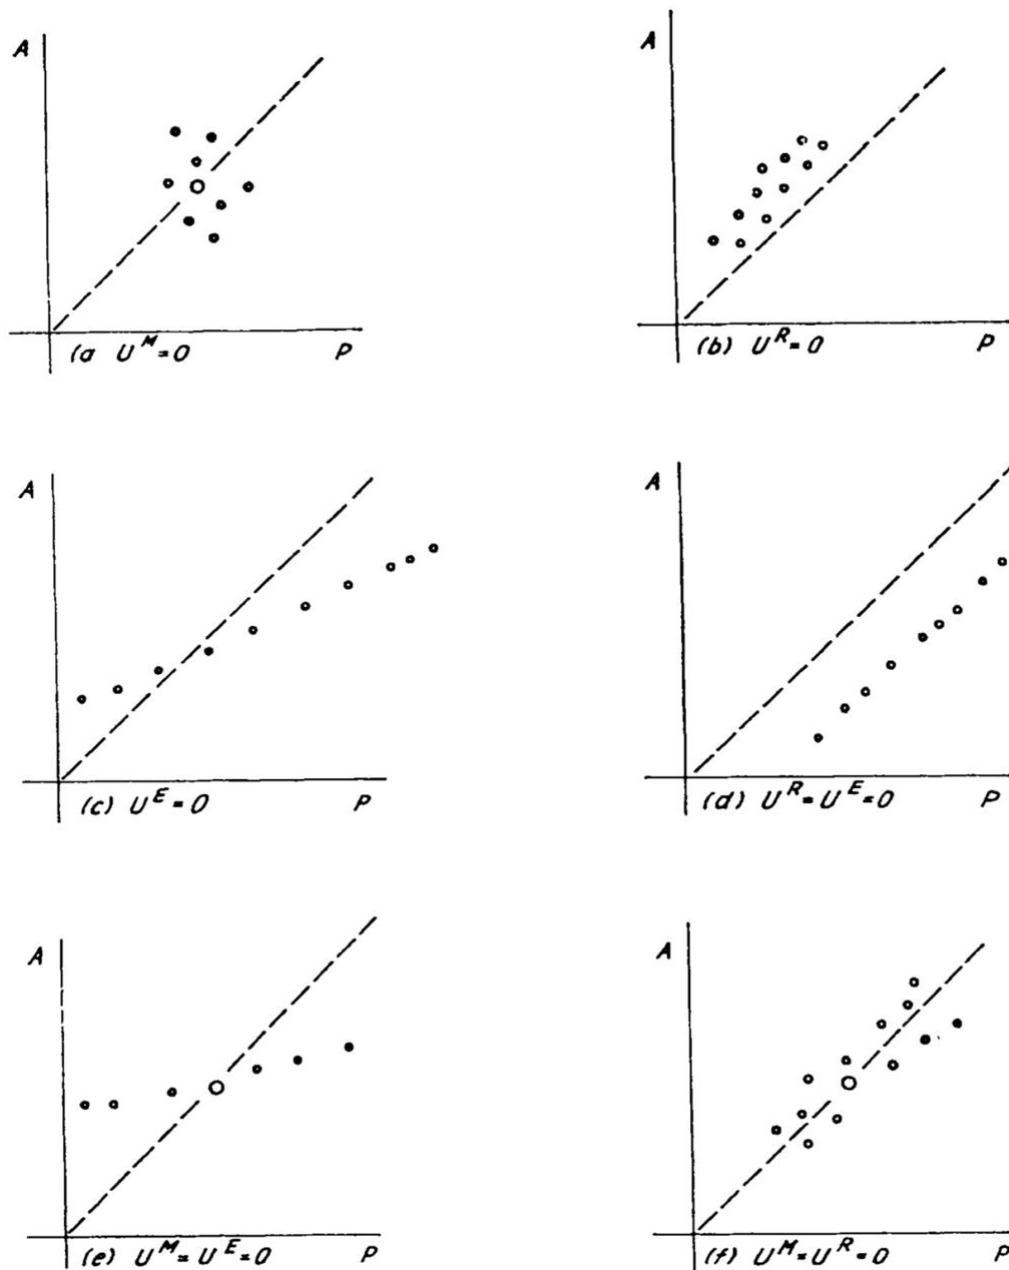 A
A
(a U^M=0 P
(b) U^R=0 P
A
A
(c) U^E=0 P
(d) U^R=U^E=0 P
A
A
(e) U^M=U^E=0 P
(f) U^M=U^R=0 P